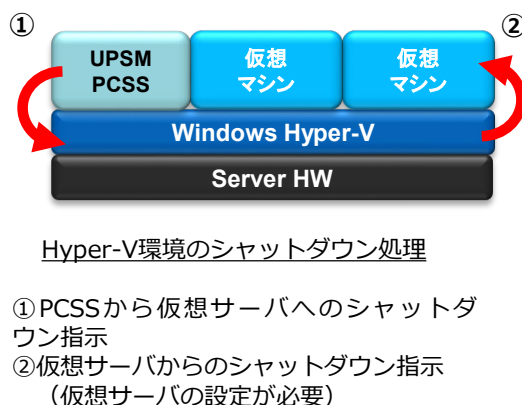 ① ②
UPSM 仮想 仮想
PCSS マシン マシン
Windows Hyper-V
Server HW
Hyper-V環境のシャットダウン処理
①PCSSから仮想サーバへのシャットダ
ウン指示
②仮想サーバからのシャットダウン指示
（仮想サーバの設定が必要）